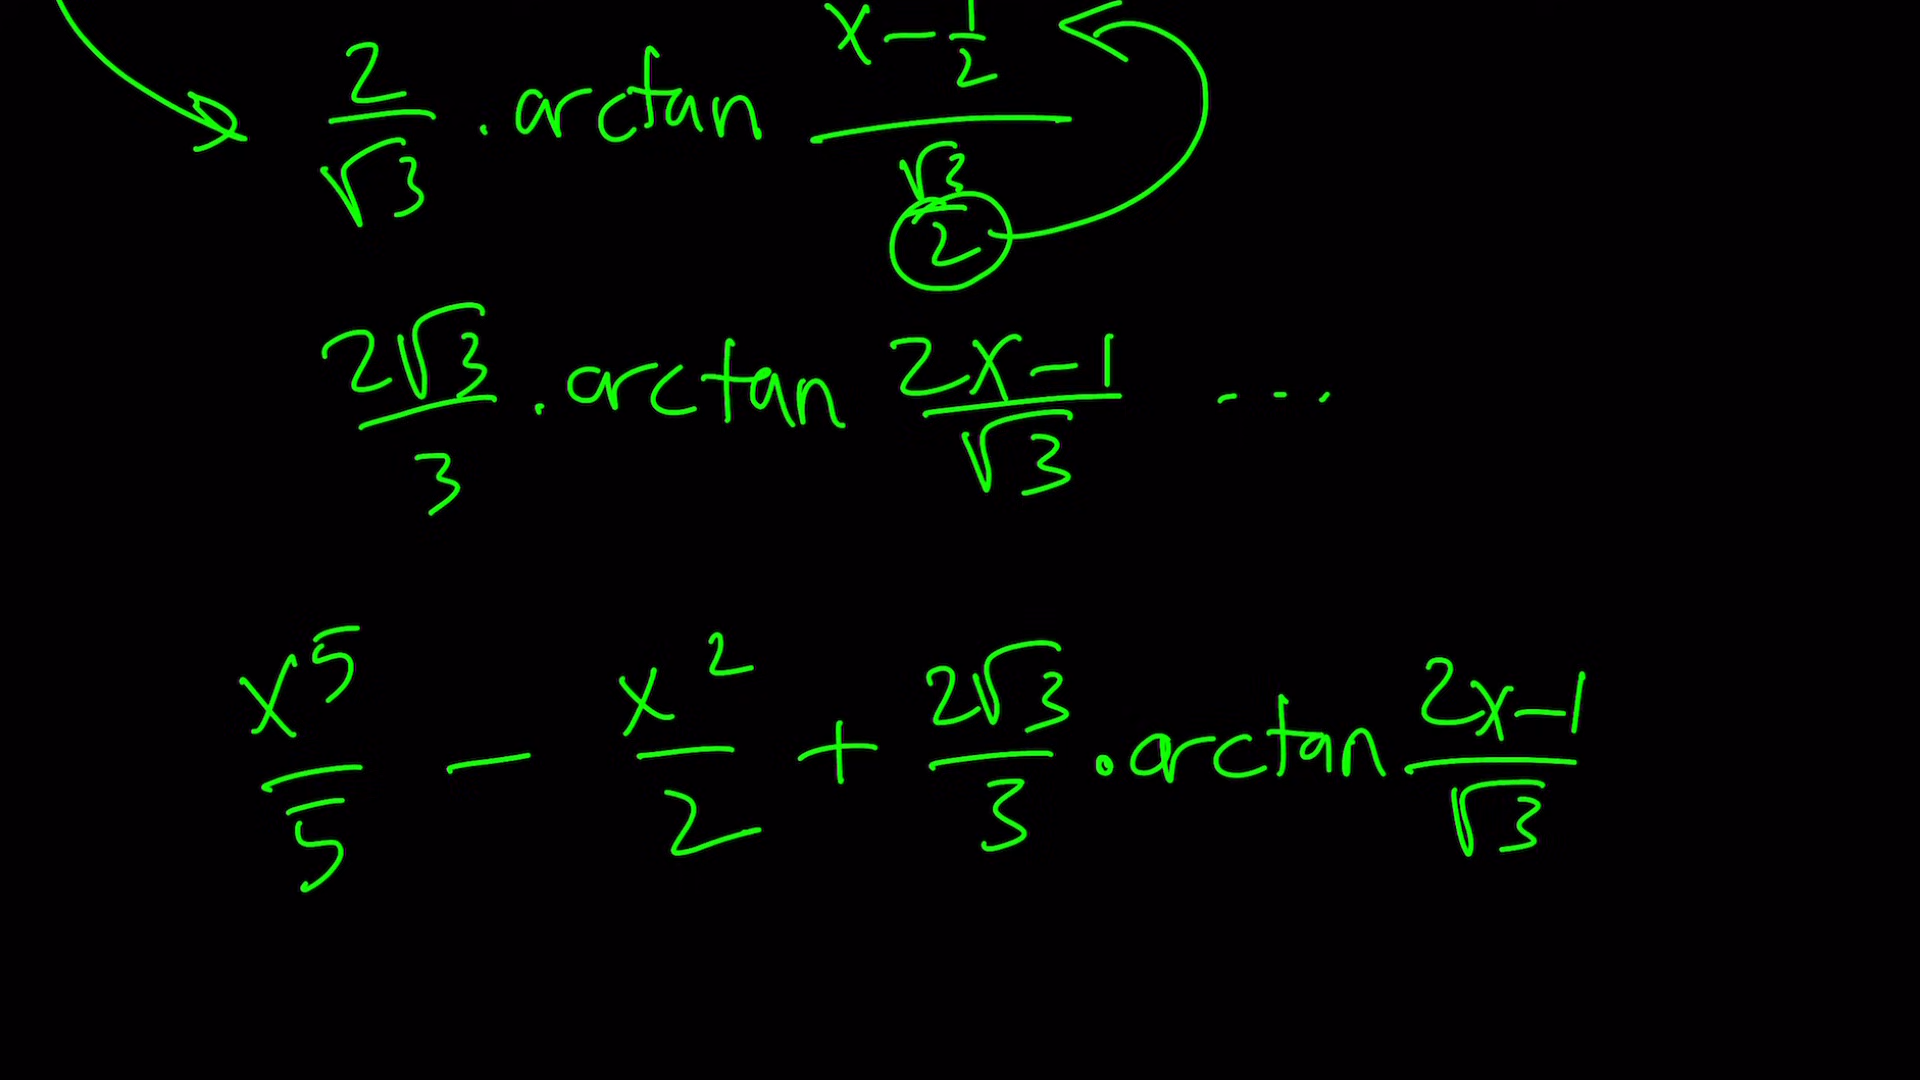 2/√3 · arctan (x - 1/2)/(√3/2)
2√3/3 · arctan (2x-1)/√3 ...
x⁵/5 - x²/2 + 2√3/3 · arctan (2x-1)/√3